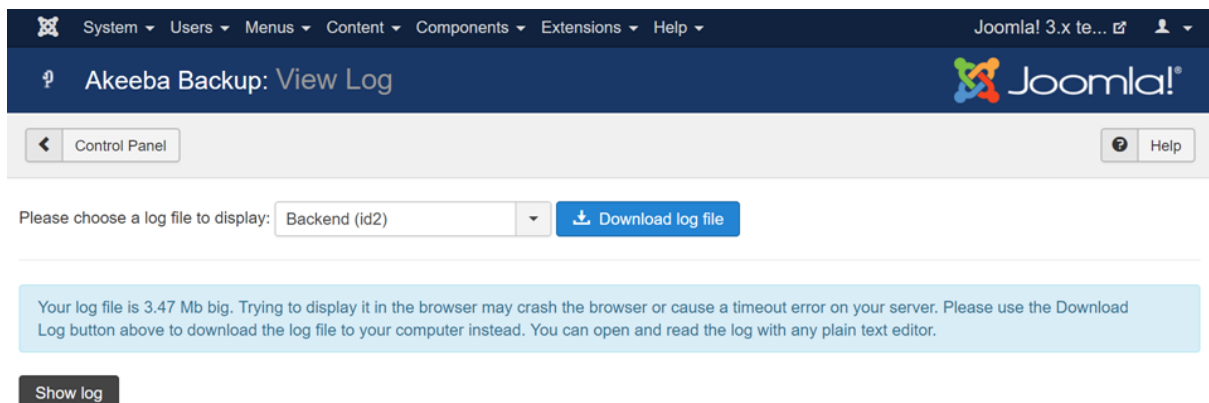 System Users Menus Content Components Extensions Help Joomla! 3.x te...
Akeeba Backup: View Log Joomla!®
Control Panel Help
Please choose a log file to display: Backend (id2) Download log file
Your log file is 3.47 Mb big. Trying to display it in the browser may crash the browser or cause a timeout error on your server. Please use the Download
Log button above to download the log file to your computer instead. You can open and read the log with any plain text editor.
Show log